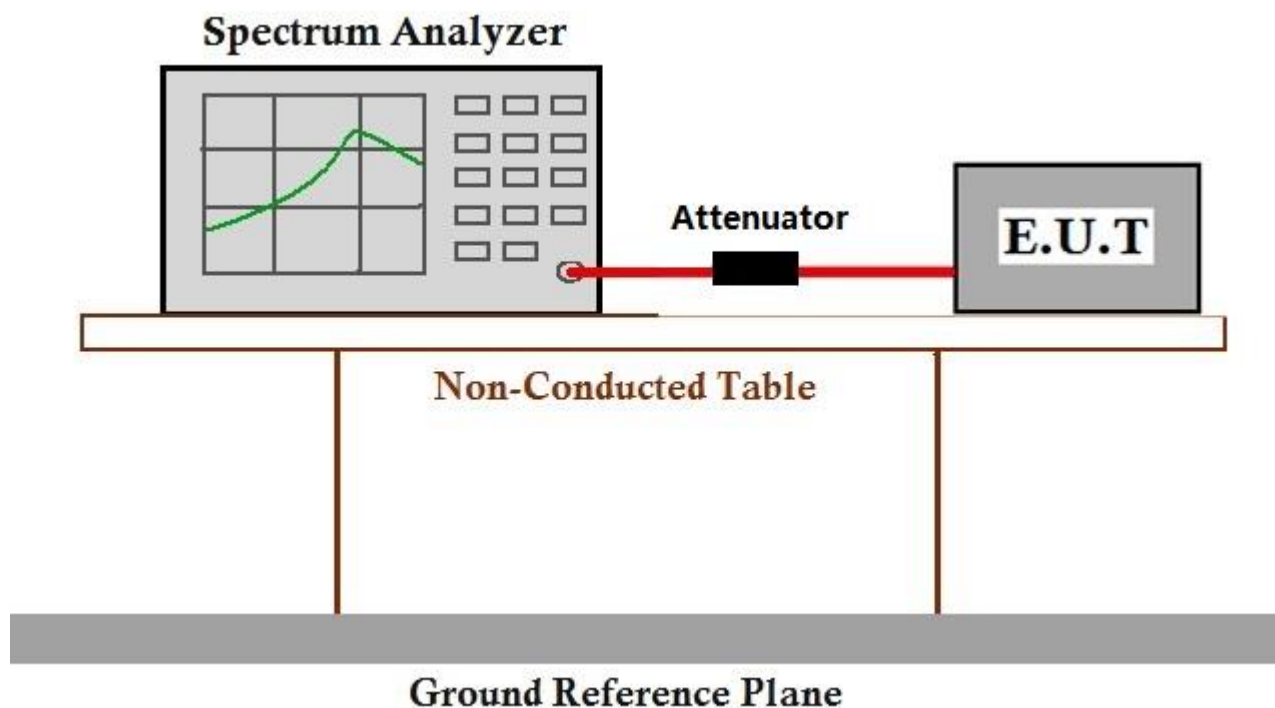 Spectrum Analyzer
Attenuator
E.U.T
Non-Conducted Table
Ground Reference Plane